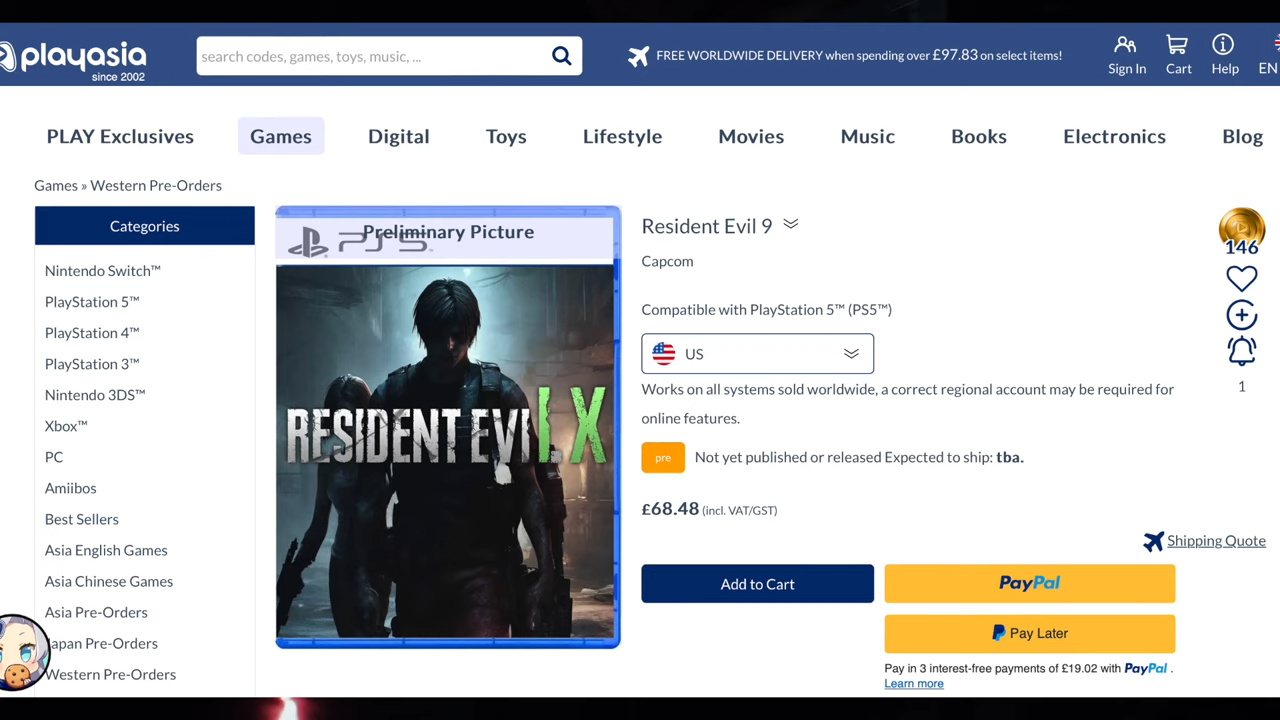 playasia
since 2002
search codes, games, toys, music, ...
FREE WORLDWIDE DELIVERY when spending over £97.83 on select items!
Sign In
Cart
Help
EN
PLAY Exclusives
Games
Digital
Toys
Lifestyle
Movies
Music
Books
Electronics
Blog
Games » Western Pre-Orders
Categories
Nintendo Switch™
PlayStation 5™
PlayStation 4™
PlayStation 3™
Nintendo 3DS™
Xbox™
PC
Amiibos
Best Sellers
Asia English Games
Asia Chinese Games
Asia Pre-Orders
apan Pre-Orders
Western Pre-Orders
Preliminary Picture
PS5™
RESIDENT EVIL IX
Resident Evil 9
Capcom
Compatible with PlayStation 5™ (PS5™)
US
Works on all systems sold worldwide, a correct regional account may be required for
online features.
pre
Not yet published or released Expected to ship: tba.
£68.48 (incl. VAT/GST)
Shipping Quote
Add to Cart
PayPal
Pay Later
Pay in 3 interest-free payments of £19.02 with PayPal .
Learn more
146
1